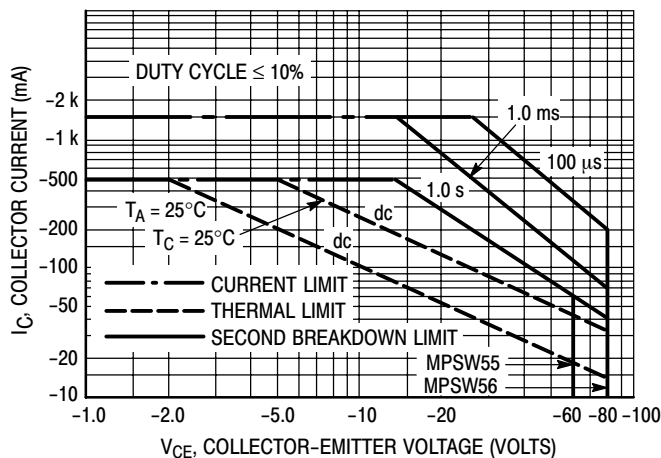 DUTY CYCLE ≤ 10%
-2 k
-1 k
-500
-200
-100
-50
-20
-10
IC, COLLECTOR CURRENT (mA)
1.0 ms
100 μs
1.0 s
TA = 25°C
TC = 25°C
dc
dc
CURRENT LIMIT
THERMAL LIMIT
SECOND BREAKDOWN LIMIT
MPSW55
MPSW56
-1.0
-2.0
-5.0
-10
-20
-60
-80
-100
VCE, COLLECTOR-EMITTER VOLTAGE (VOLTS)